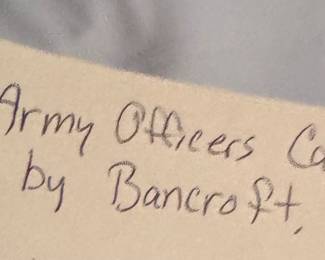 Army Officers
by Bancroft,